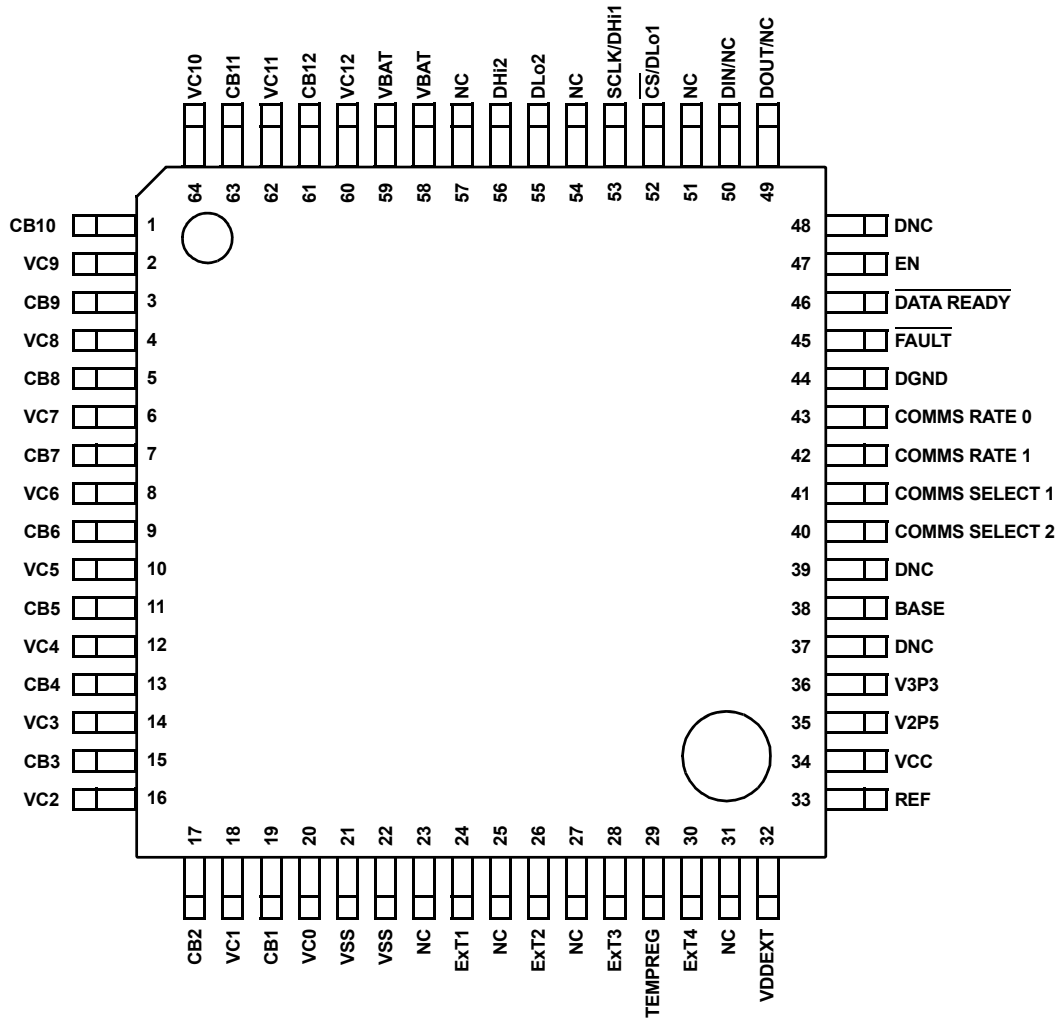 VC10
CB11
VC11
CB12
VC12
VBAT
VBAT
NC
DHi2
DLo2
NC
SCLK/DHi1
CS/DLo1
NC
DIN/NC
DOUT/NC
64 63 62 61 60 59 58 57 56 55 54 53 52 51 50 49
CB10 1
VC9 2
CB9 3
VC8 4
CB8 5
VC7 6
CB7 7
VC6 8
CB6 9
VC5 10
CB5 11
VC4 12
CB4 13
VC3 14
CB3 15
VC2 16
48 DNC
47 EN
46 DATA READY
45 FAULT
44 DGND
43 COMMS RATE 0
42 COMMS RATE 1
41 COMMS SELECT 1
40 COMMS SELECT 2
39 DNC
38 BASE
37 DNC
36 V3P3
35 V2P5
34 VCC
33 REF
17 18 19 20 21 22 23 24 25 26 27 28 29 30 31 32
CB2
VC1
CB1
VC0
VSS
VSS
NC
ExT1
NC
ExT2
NC
ExT3
TEMPREG
ExT4
NC
VDDEXT